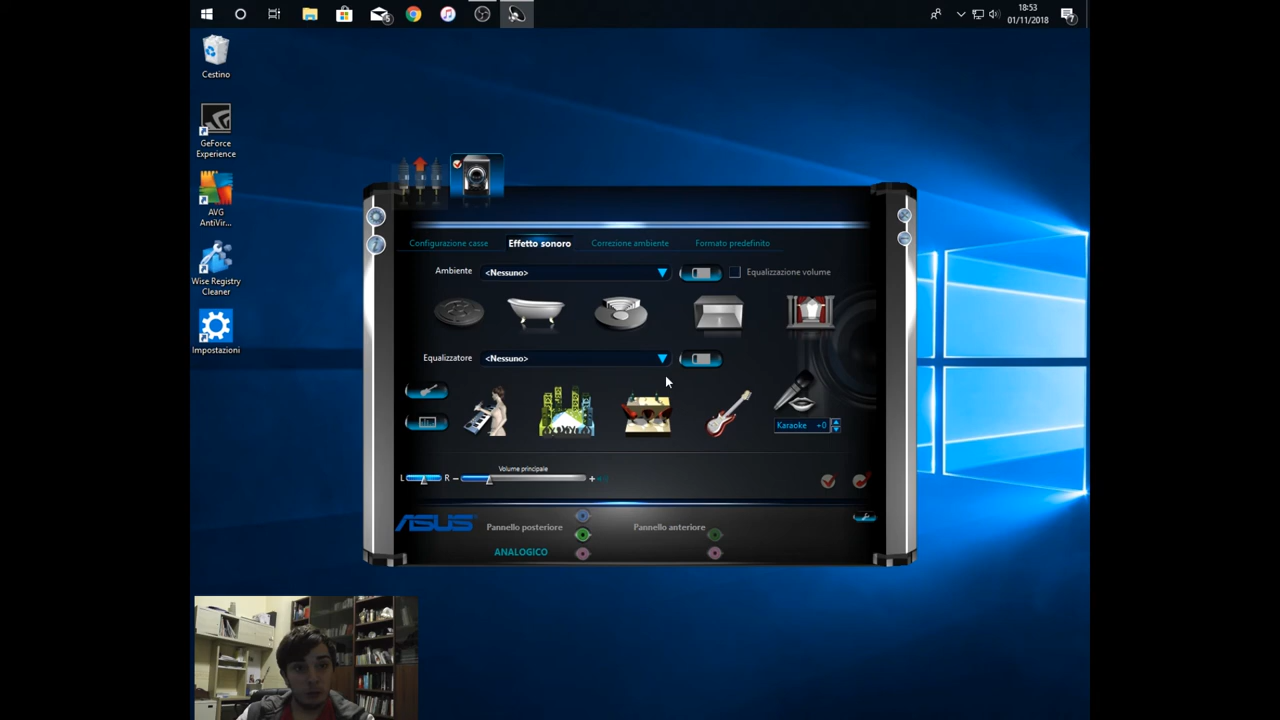 18:53
01/11/2018
5
7
Cestino
GeForce
Experience
AVG
AntiVir...
Wise Registry
Cleaner
Impostazioni
Configurazione casse
Effetto sonoro
Correzione ambiente
Formato predefinito
Ambiente
<Nessuno>
Equalizzazione volume
Equalizzatore
<Nessuno>
Karaoke +0
Volume principale
L R − +
ASUS
Pannello posteriore
Pannello anteriore
ANALOGICO